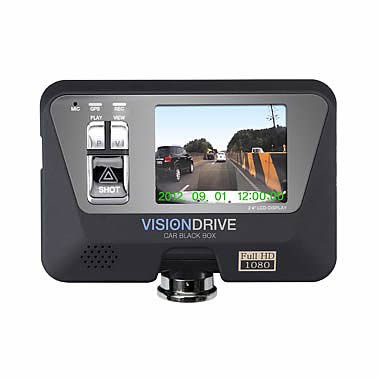 MIC GPS REC
PLAY VIEW
P V
SHOT
2012. 09. 01. 12:00:00
2.4" LCD DISPLAY
VISIONDRIVE
CAR BLACK BOX
Full HD
1080